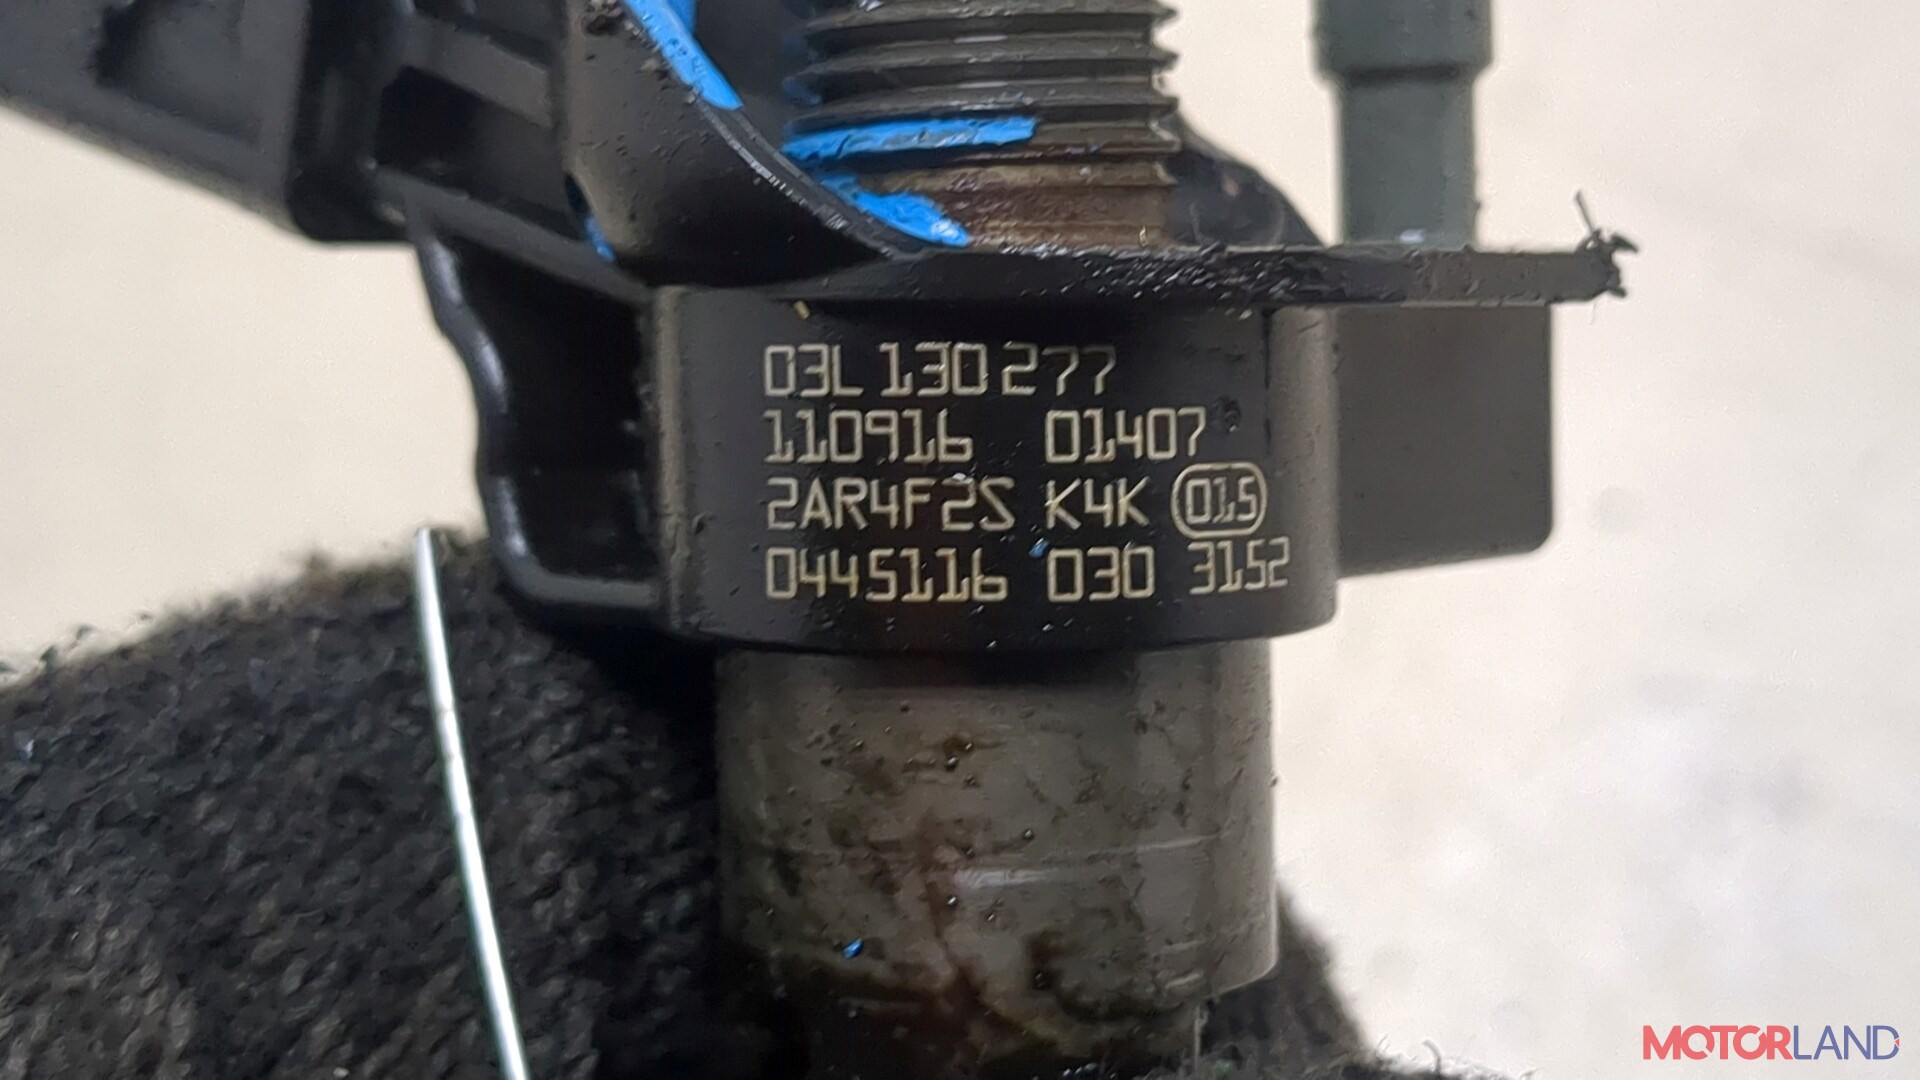 03L 130 277
110916 01407
2AR4F2S K4K 015
0445116 030 3152
MOTORLAND